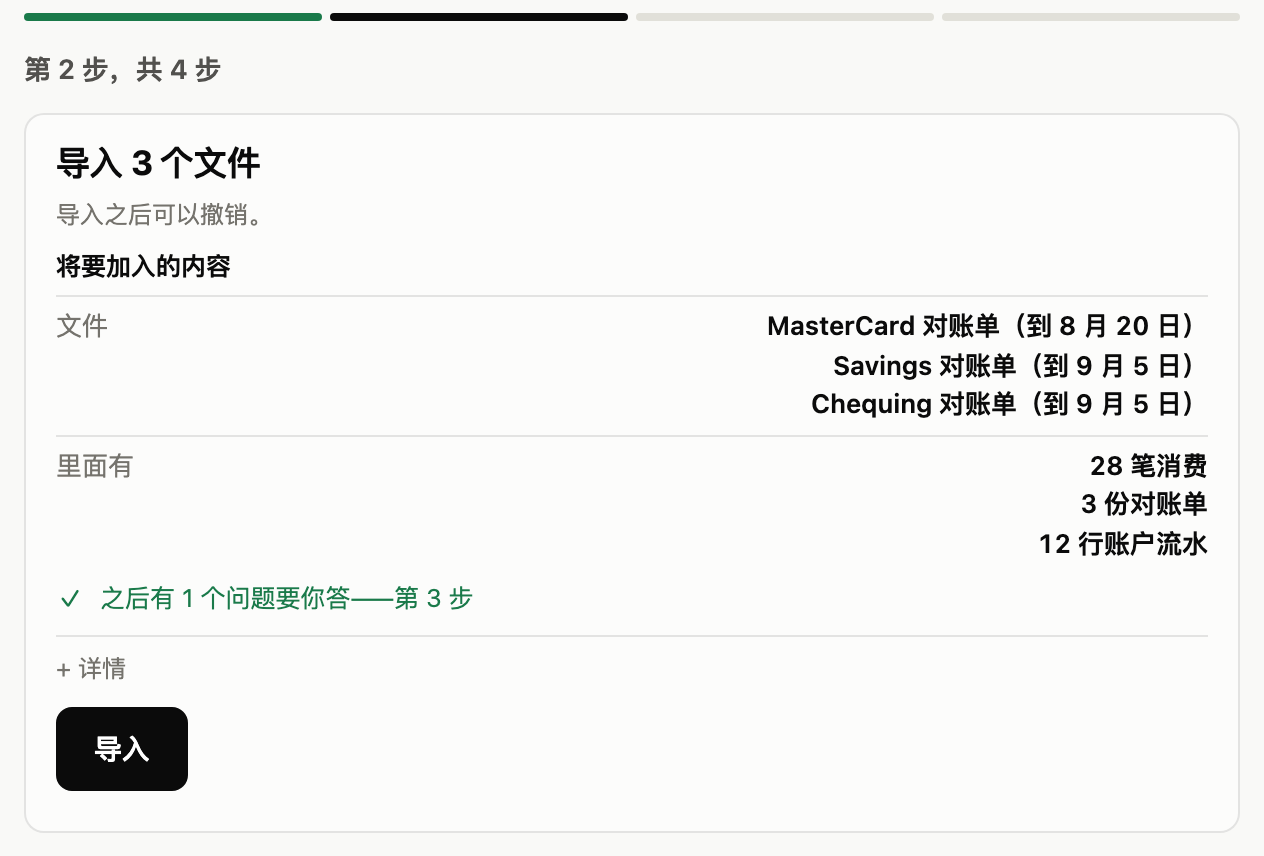 第 2 步，共 4 步
导入 3 个文件
导入之后可以撤销。
将要加入的内容
文件
MasterCard 对账单（到 8 月 20 日）
Savings 对账单（到 9 月 5 日）
Chequing 对账单（到 9 月 5 日）
里面有
28 笔消费
3 份对账单
12 行账户流水
✓ 之后有 1 个问题要你答——第 3 步
+ 详情
导入